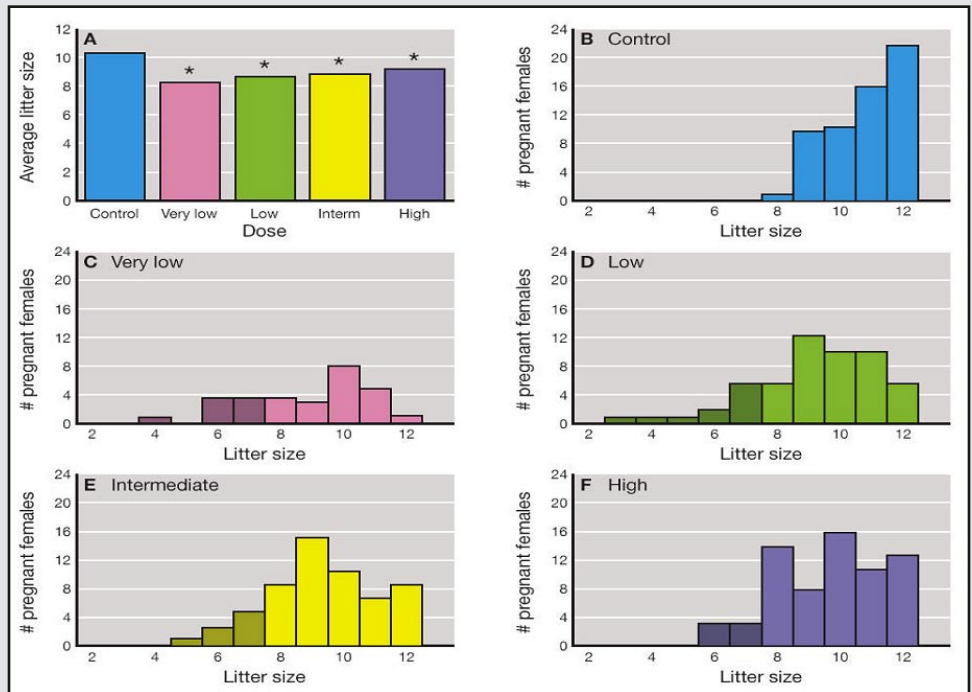 A
Average litter size
12
10
8
6
4
2
0
* * * *
Control Very low Low Interm High
Dose
B Control
# pregnant females
24
20
16
12
8
4
0
2 4 6 8 10 12
Litter size
C Very low
# pregnant females
24
20
16
12
8
4
0
2 4 6 8 10 12
Litter size
D Low
# pregnant females
24
20
16
12
8
4
0
2 4 6 8 10 12
Litter size
E Intermediate
# pregnant females
24
20
16
12
8
4
0
2 4 6 8 10 12
Litter size
F High
# pregnant females
24
20
16
12
8
4
0
2 4 6 8 10 12
Litter size